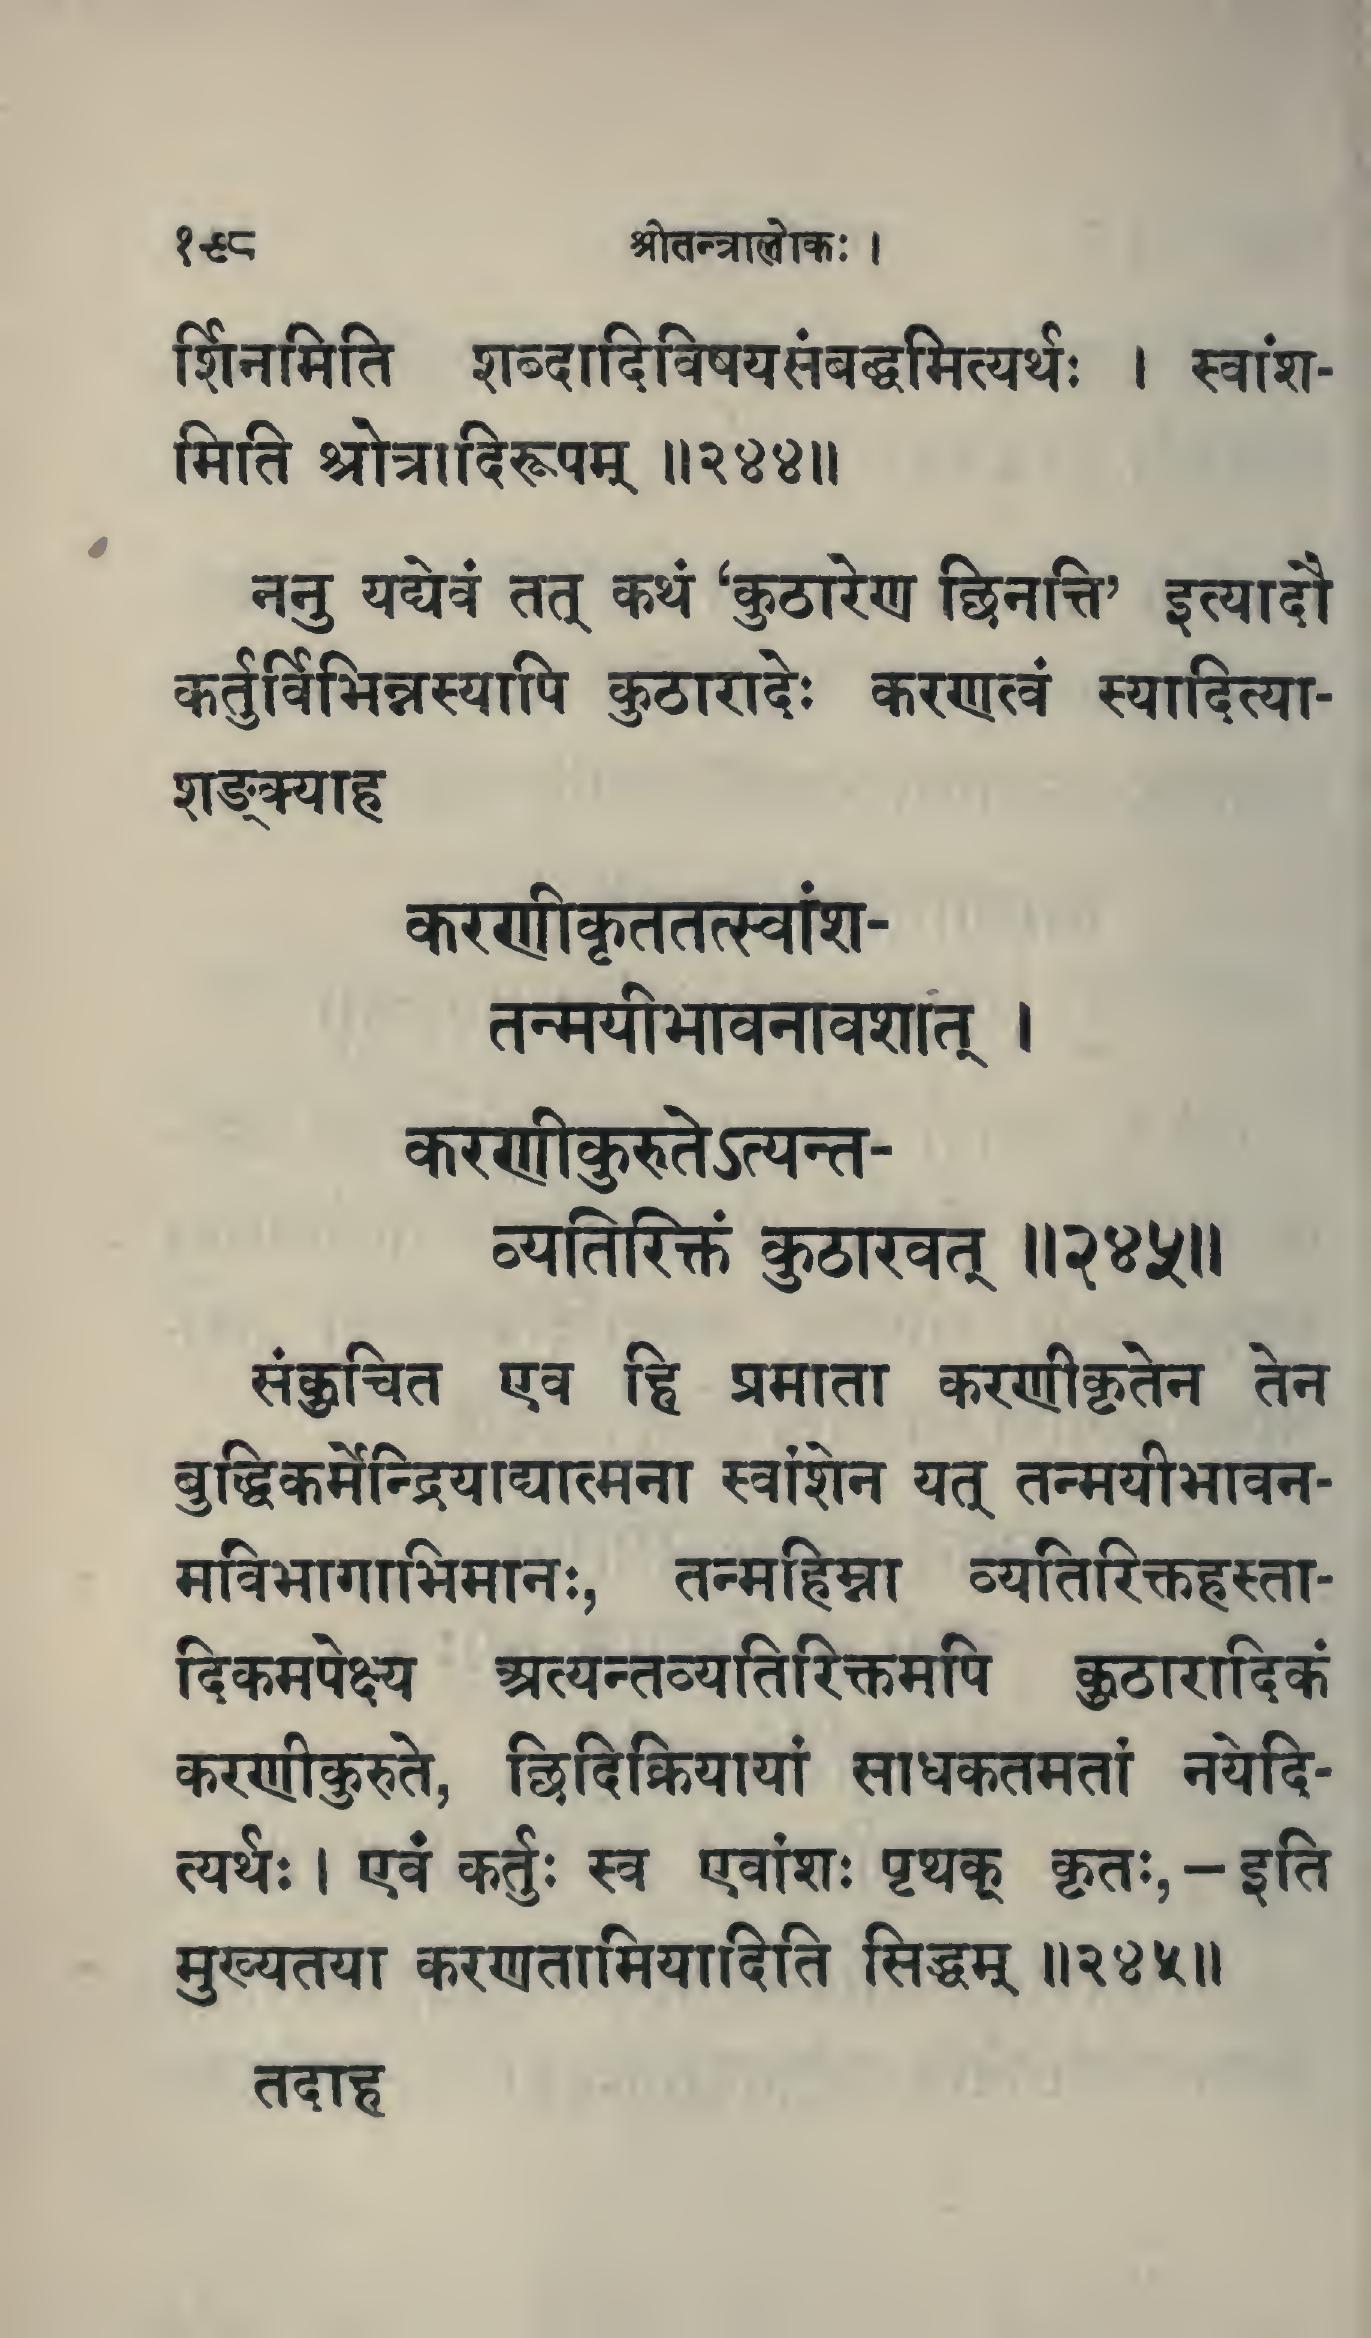 १९८ श्रीतन्त्रालोकः ।
र्शिनमिति शब्दादिविषयसंबद्धमित्यर्थः । स्वांश-
मिति श्रोत्रादिरूपम् ॥२४४॥
ननु यद्येवं तत् कथं ‘कुठारेण छिनत्ति’ इत्यादौ
कर्तुर्विभिन्नस्यापि कुठारादेः करणत्वं स्यादित्या-
शङ्क्याह
करणीकृततत्स्वांश-
तन्मयीभावनावशात् ।
करणीकुरुतेऽत्यन्त-
व्यतिरिक्तं कुठारवत् ॥२४५॥
संकुचित एव हि प्रमाता करणीकृतेन तेन
बुद्धिकर्मेन्द्रियाद्यात्मना स्वांशेन यत् तन्मयीभावन-
मविभागाभिमानः, तन्महिम्ना व्यतिरिक्तहस्ता-
दिकमपेक्ष्य अत्यन्तव्यतिरिक्तमपि कुठारादिकं
करणीकुरुते, छिदिक्रियायां साधकतमतां नयेदि-
त्यर्थः । एवं कर्तुः स्व एवांशः पृथक् कृतः,—इति
मुख्यतया करणतामियादिति सिद्धम् ॥२४५॥
तदाह